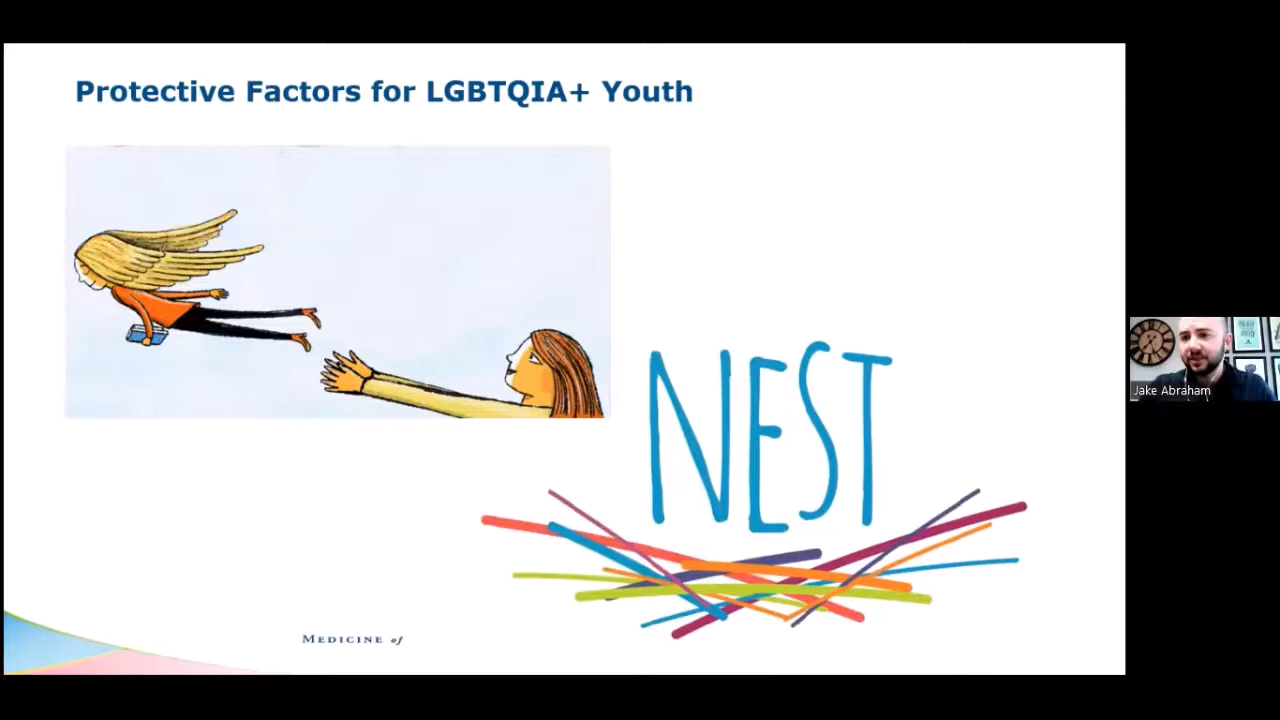 Protective Factors for LGBTQIA+ Youth
NEST
MEDICINE of
Jake Abraham